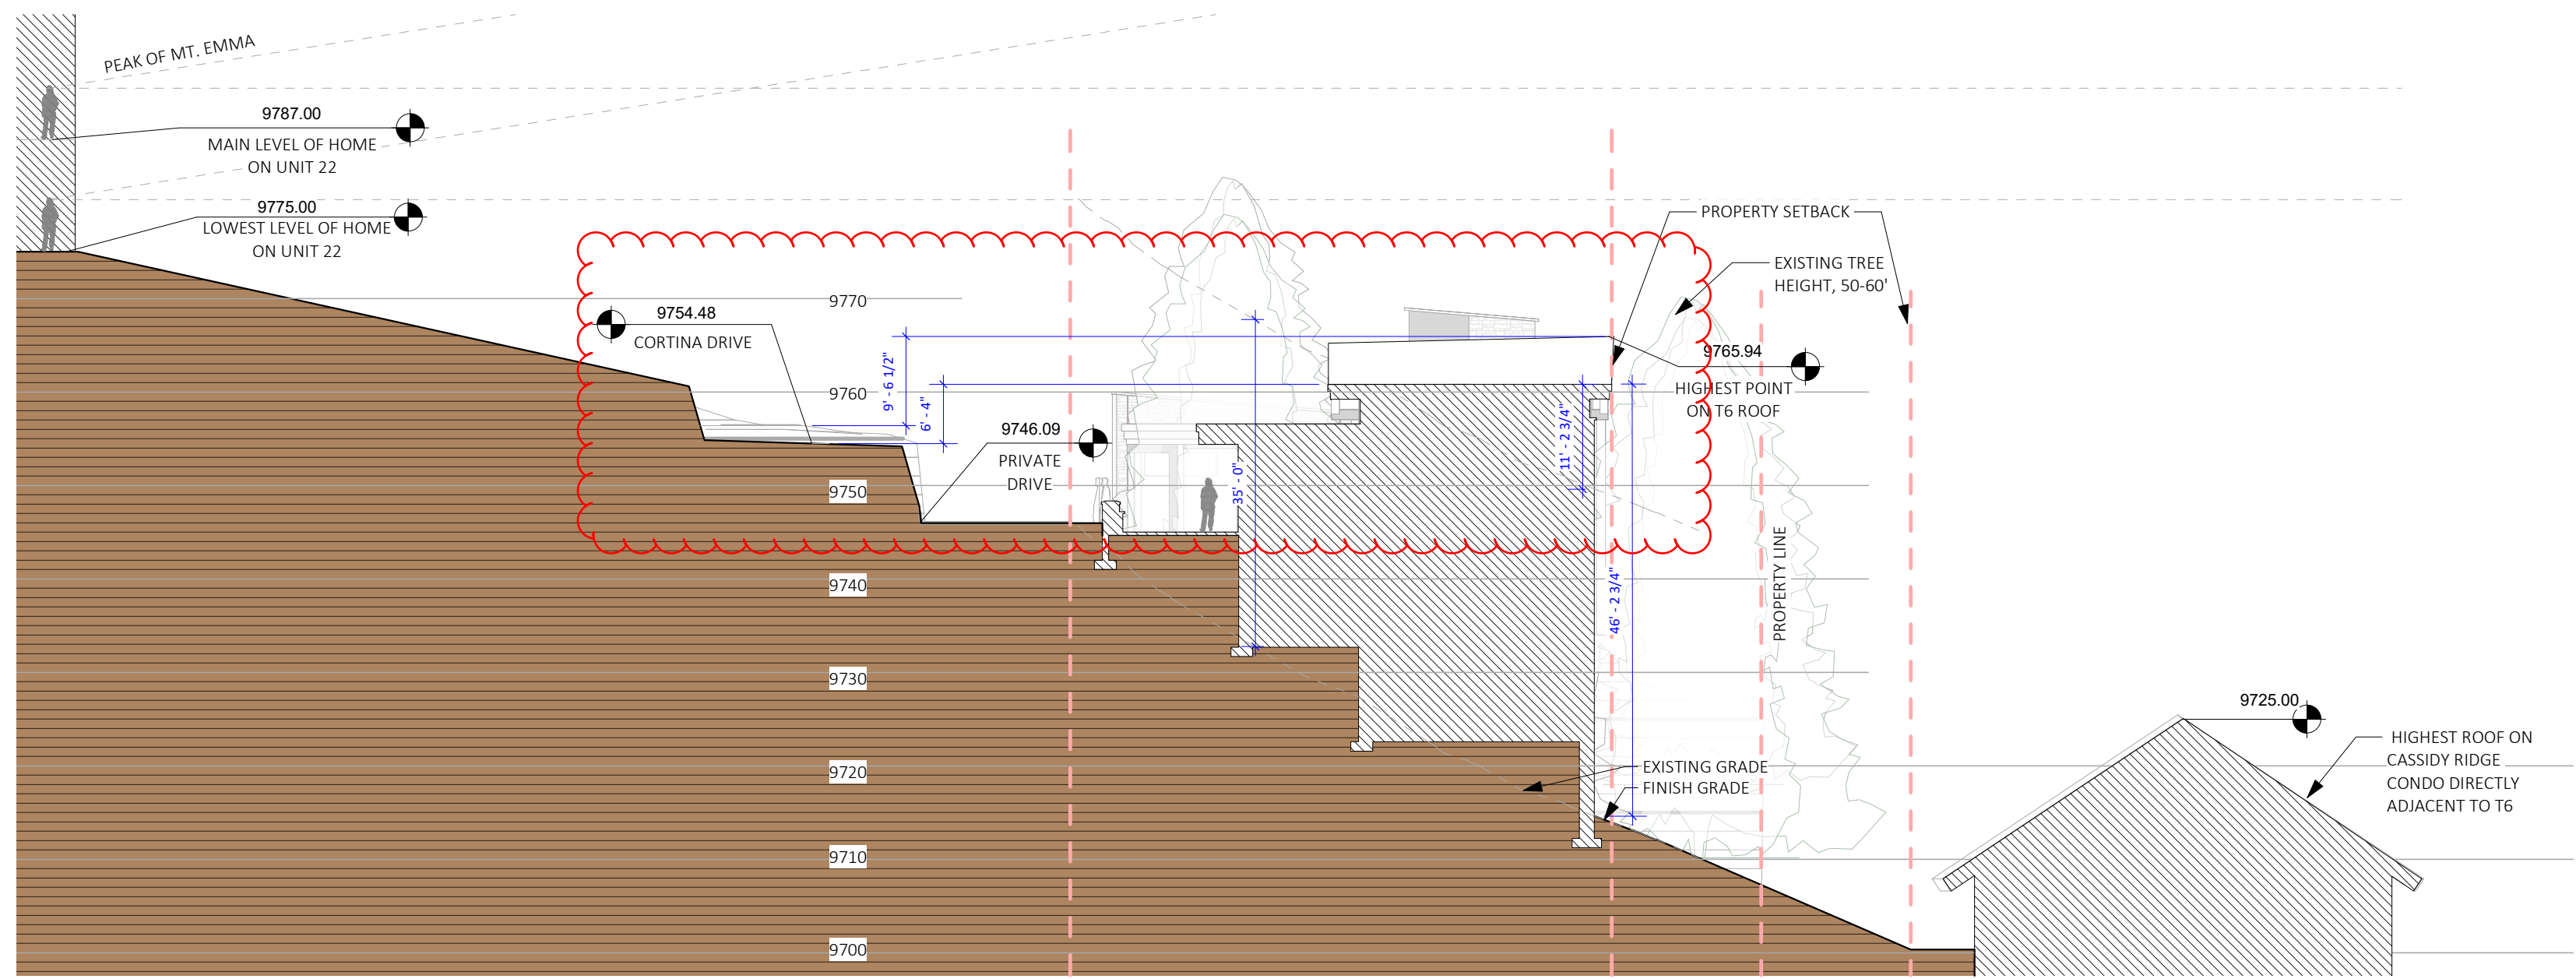 PEAK OF MT. EMMA
9787.00
MAIN LEVEL OF HOME
ON UNIT 22
9775.00
LOWEST LEVEL OF HOME
ON UNIT 22
PROPERTY SETBACK
EXISTING TREE
HEIGHT, 50-60'
9770
9754.48
CORTINA DRIVE
9765.94
HIGHEST POINT
ON T6 ROOF
9' - 6 1/2"
9760
6' - 4"
11' - 2 3/4"
9746.09
PRIVATE
DRIVE
35' - 0"
9750
9740
46' - 2 3/4"
PROPERTY LINE
9730
9725.00
HIGHEST ROOF ON
CASSIDY RIDGE
CONDO DIRECTLY
ADJACENT TO T6
9720
EXISTING GRADE
FINISH GRADE
9710
9700